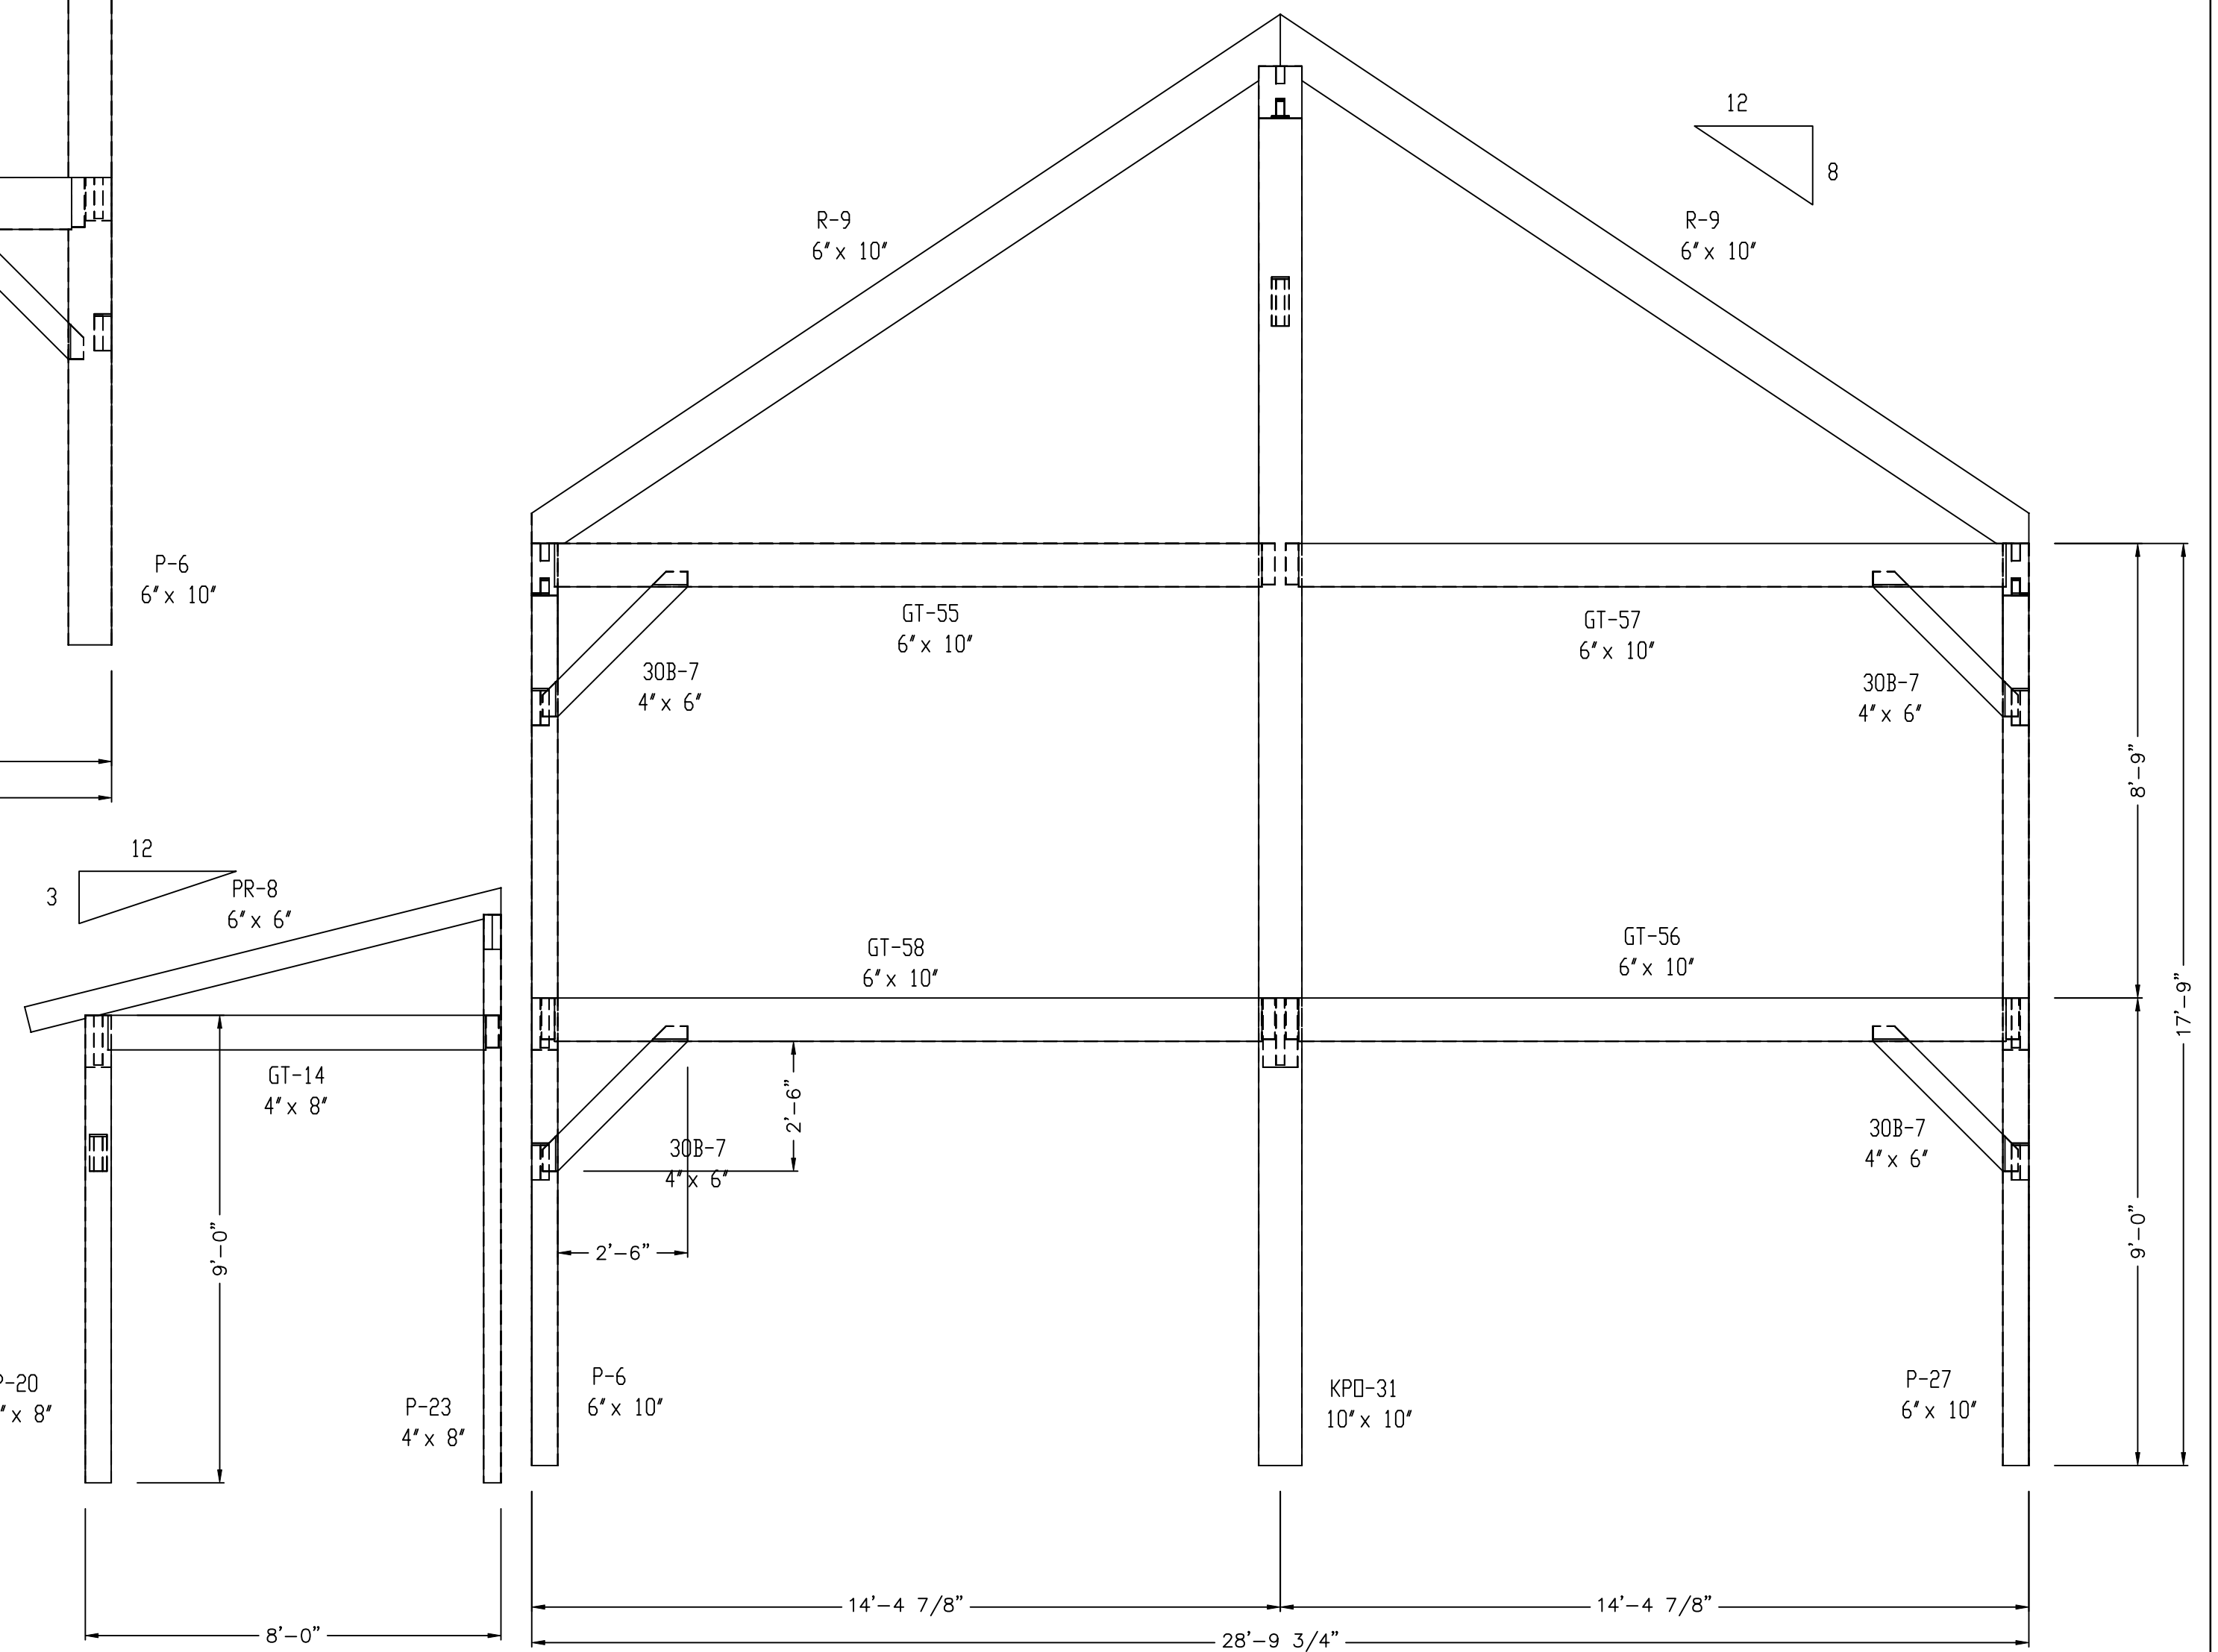 12
8
R-9
6" x 10"
R-9
6" x 10"
P-6
6" x 10"
GT-55
6" x 10"
GT-57
6" x 10"
30B-7
4" x 6"
30B-7
4" x 6"
8'-9"
17'-9"
12
3
PR-8
6" x 6"
GT-58
6" x 10"
GT-56
6" x 10"
GT-14
4" x 8"
2'-6"
30B-7
4" x 6"
30B-7
4" x 6"
9'-0"
9'-0"
2'-6"
P-20
" x 8"
P-23
4" x 8"
P-6
6" x 10"
KPO-31
10" x 10"
P-27
6" x 10"
14'-4 7/8"
14'-4 7/8"
8'-0"
28'-9 3/4"